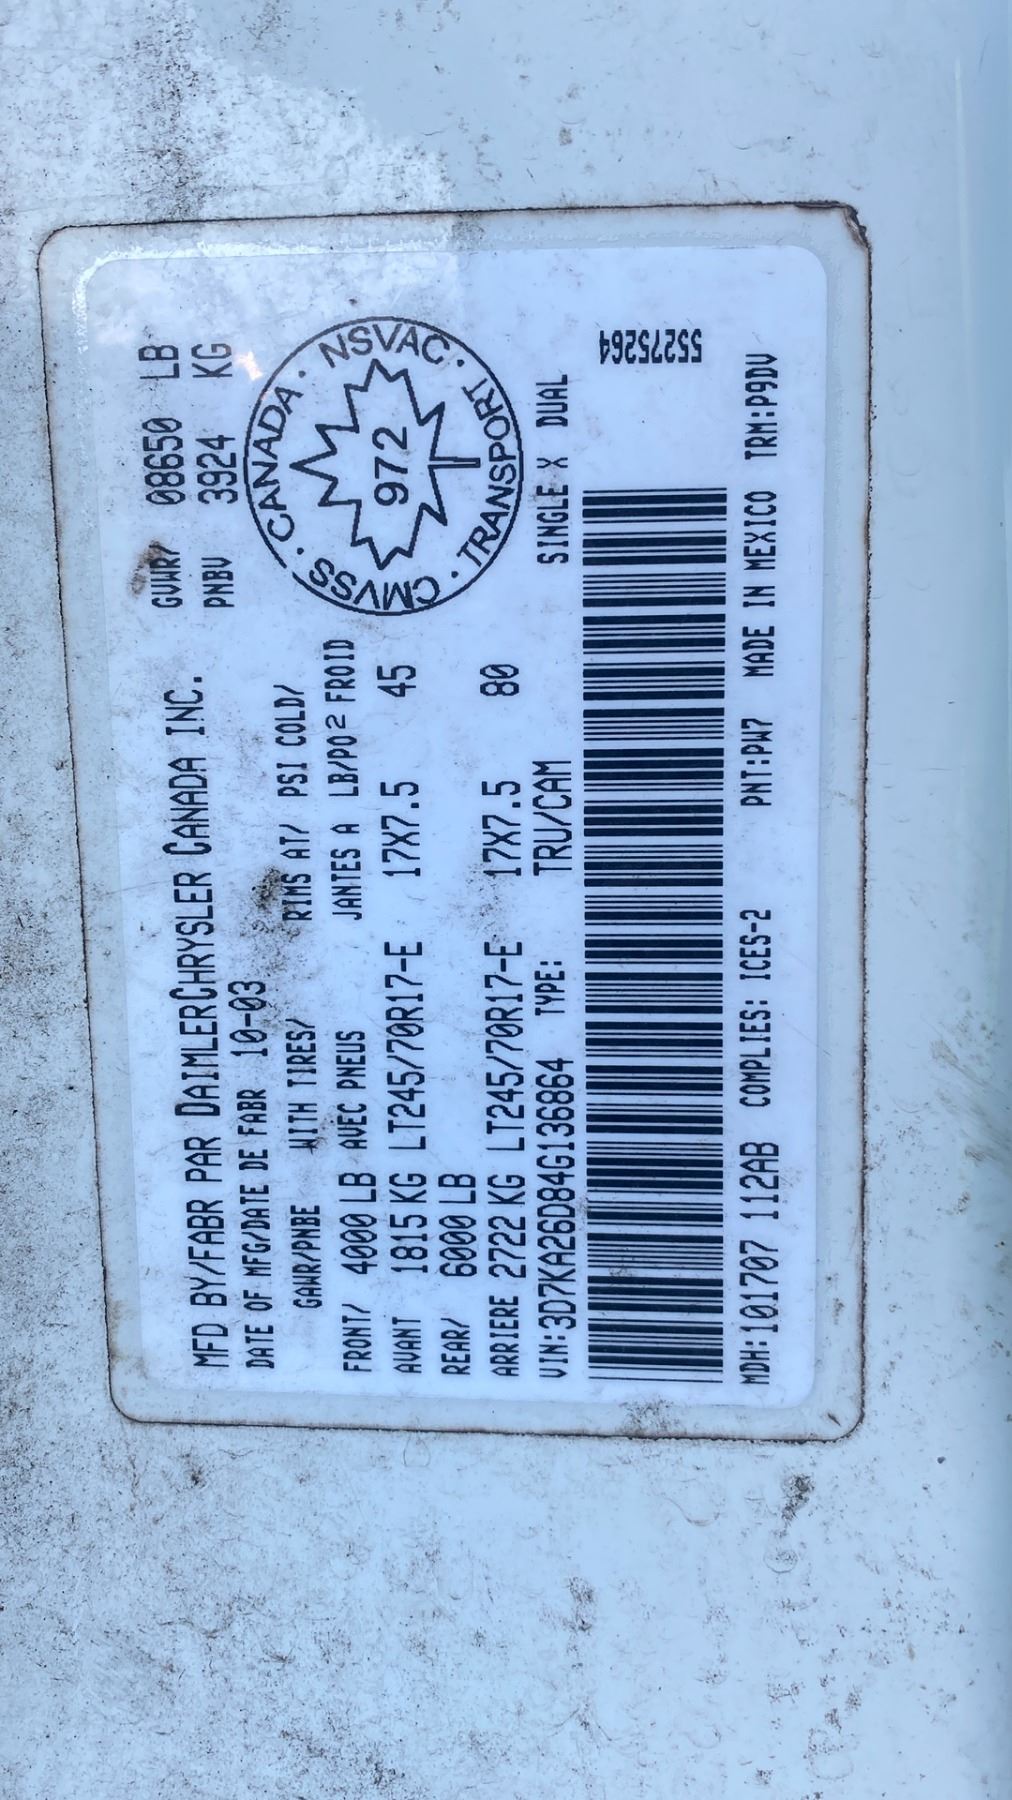 MFD BY/FABR PAR DAIMLERCHRYSLER CANADA INC.
DATE OF MFG/DATE DE FABR 10-03
GVWR/ 08650 LB
PNBV 3924 KG
GAWR/PNBE WITH TIRES/ RIMS AT/ PSI COLD/
AVEC PNEUS JANTES A LB/PO² FROID
FRONT/ 4000 LB
AVANT 1815 KG LT245/70R17-E 17X7.5 45
REAR/ 6000 LB
ARRIERE 2722 KG LT245/70R17-E 17X7.5 80
CMVSS · CANADA · NSVAC · TRANSPORT ·
972
VIN: 3D7KA26D84G136864 TYPE: TRU/CAM SINGLE X DUAL
55275264
MDH:101707 112AB COMPLIES: ICES-2 PNT:PW7 MADE IN MEXICO TRM:P9DV